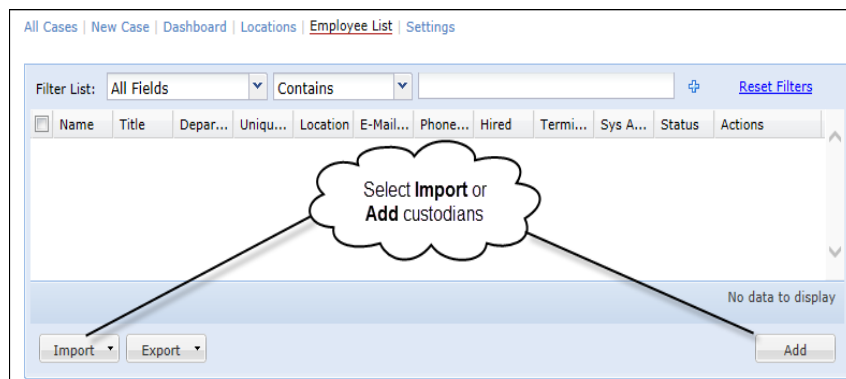 All Cases | New Case | Dashboard | Locations | Employee List | Settings
Filter List: All Fields Contains Reset Filters
Name Title Depar... Uniqu... Location E-Mail... Phone... Hired Termi... Sys A... Status Actions
Select Import or
Add custodians
No data to display
Import Export Add